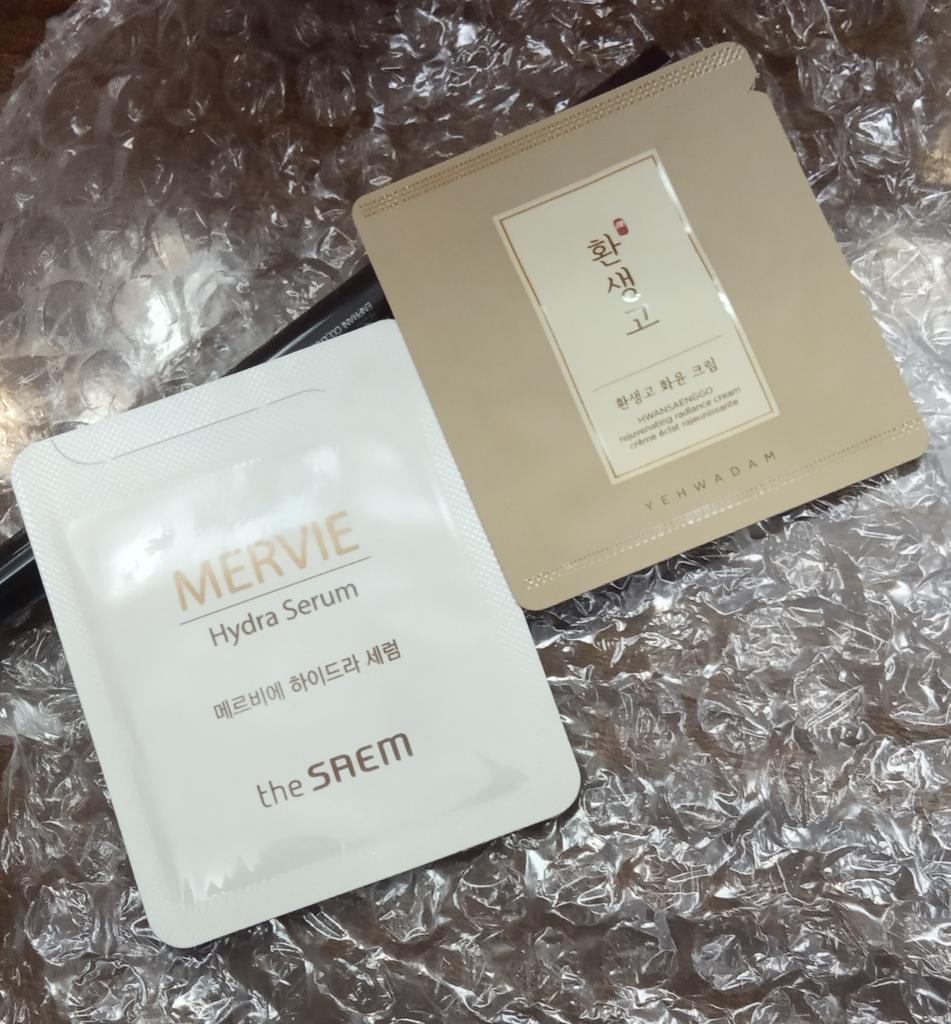 환생고
환생고 화윤 크림
HWANSAENGGO
rejuvenating radiance cream
crème éclat rajeunissante
YEHWADAM
MERVIE
Hydra Serum
메르비에 하이드라 세럼
the SAEM
ENPRANI